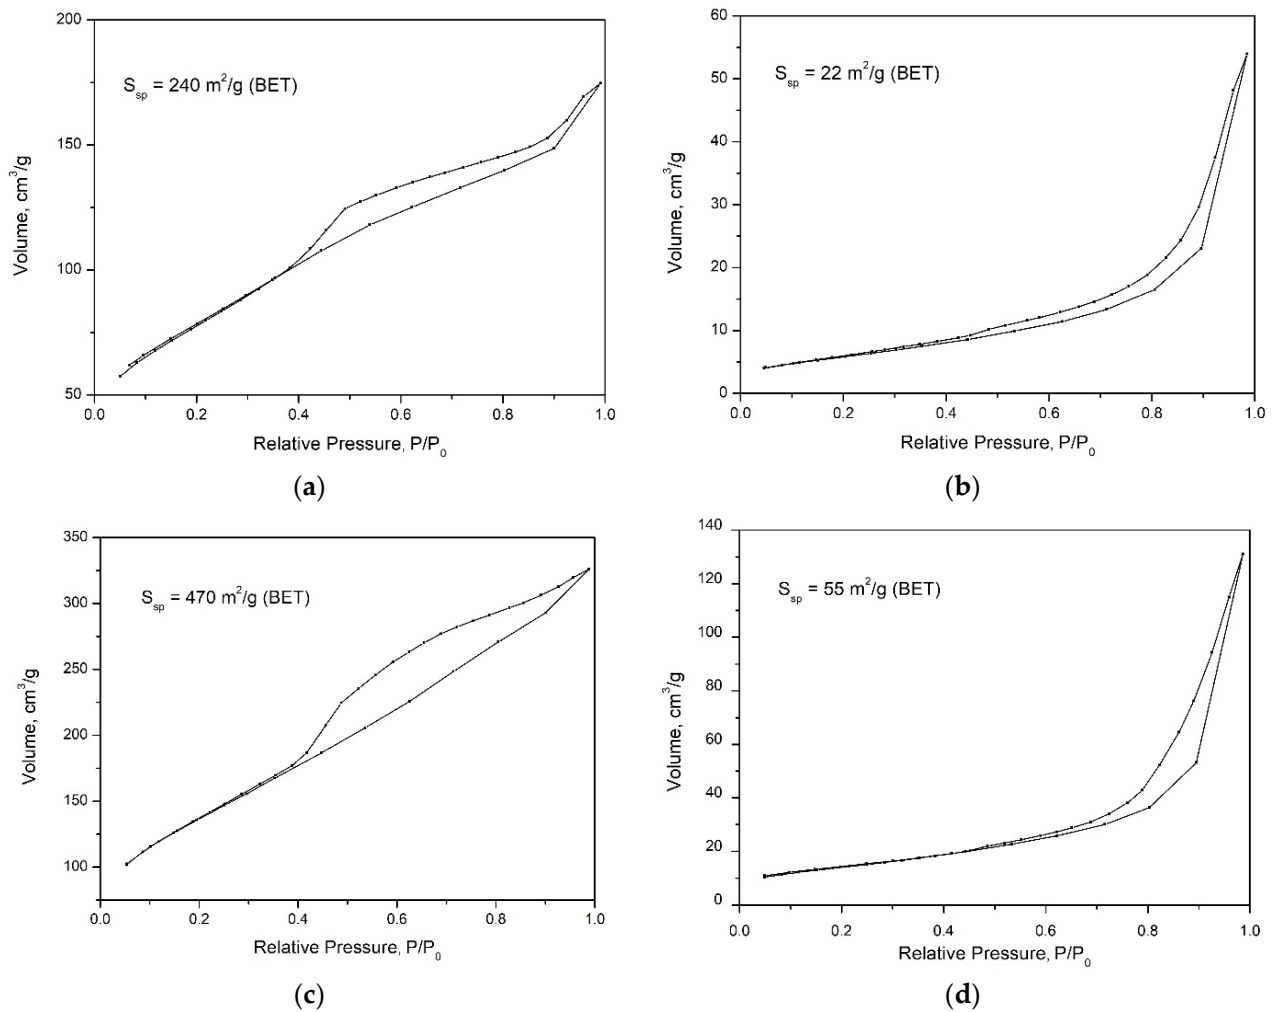 200
150
100
50
0.0 0.2 0.4 0.6 0.8 1.0
Volume, cm³/g
S_sp = 240 m²/g (BET)
Relative Pressure, P/P₀
(a)
60
50
40
30
20
10
0
0.0 0.2 0.4 0.6 0.8 1.0
Volume, cm³/g
S_sp = 22 m²/g (BET)
Relative Pressure, P/P₀
(b)
350
300
250
200
150
100
0.0 0.2 0.4 0.6 0.8 1.0
Volume, cm³/g
S_sp = 470 m²/g (BET)
Relative Pressure, P/P₀
(c)
140
120
100
80
60
40
20
0
0.0 0.2 0.4 0.6 0.8 1.0
Volume, cm³/g
S_sp = 55 m²/g (BET)
Relative Pressure, P/P₀
(d)